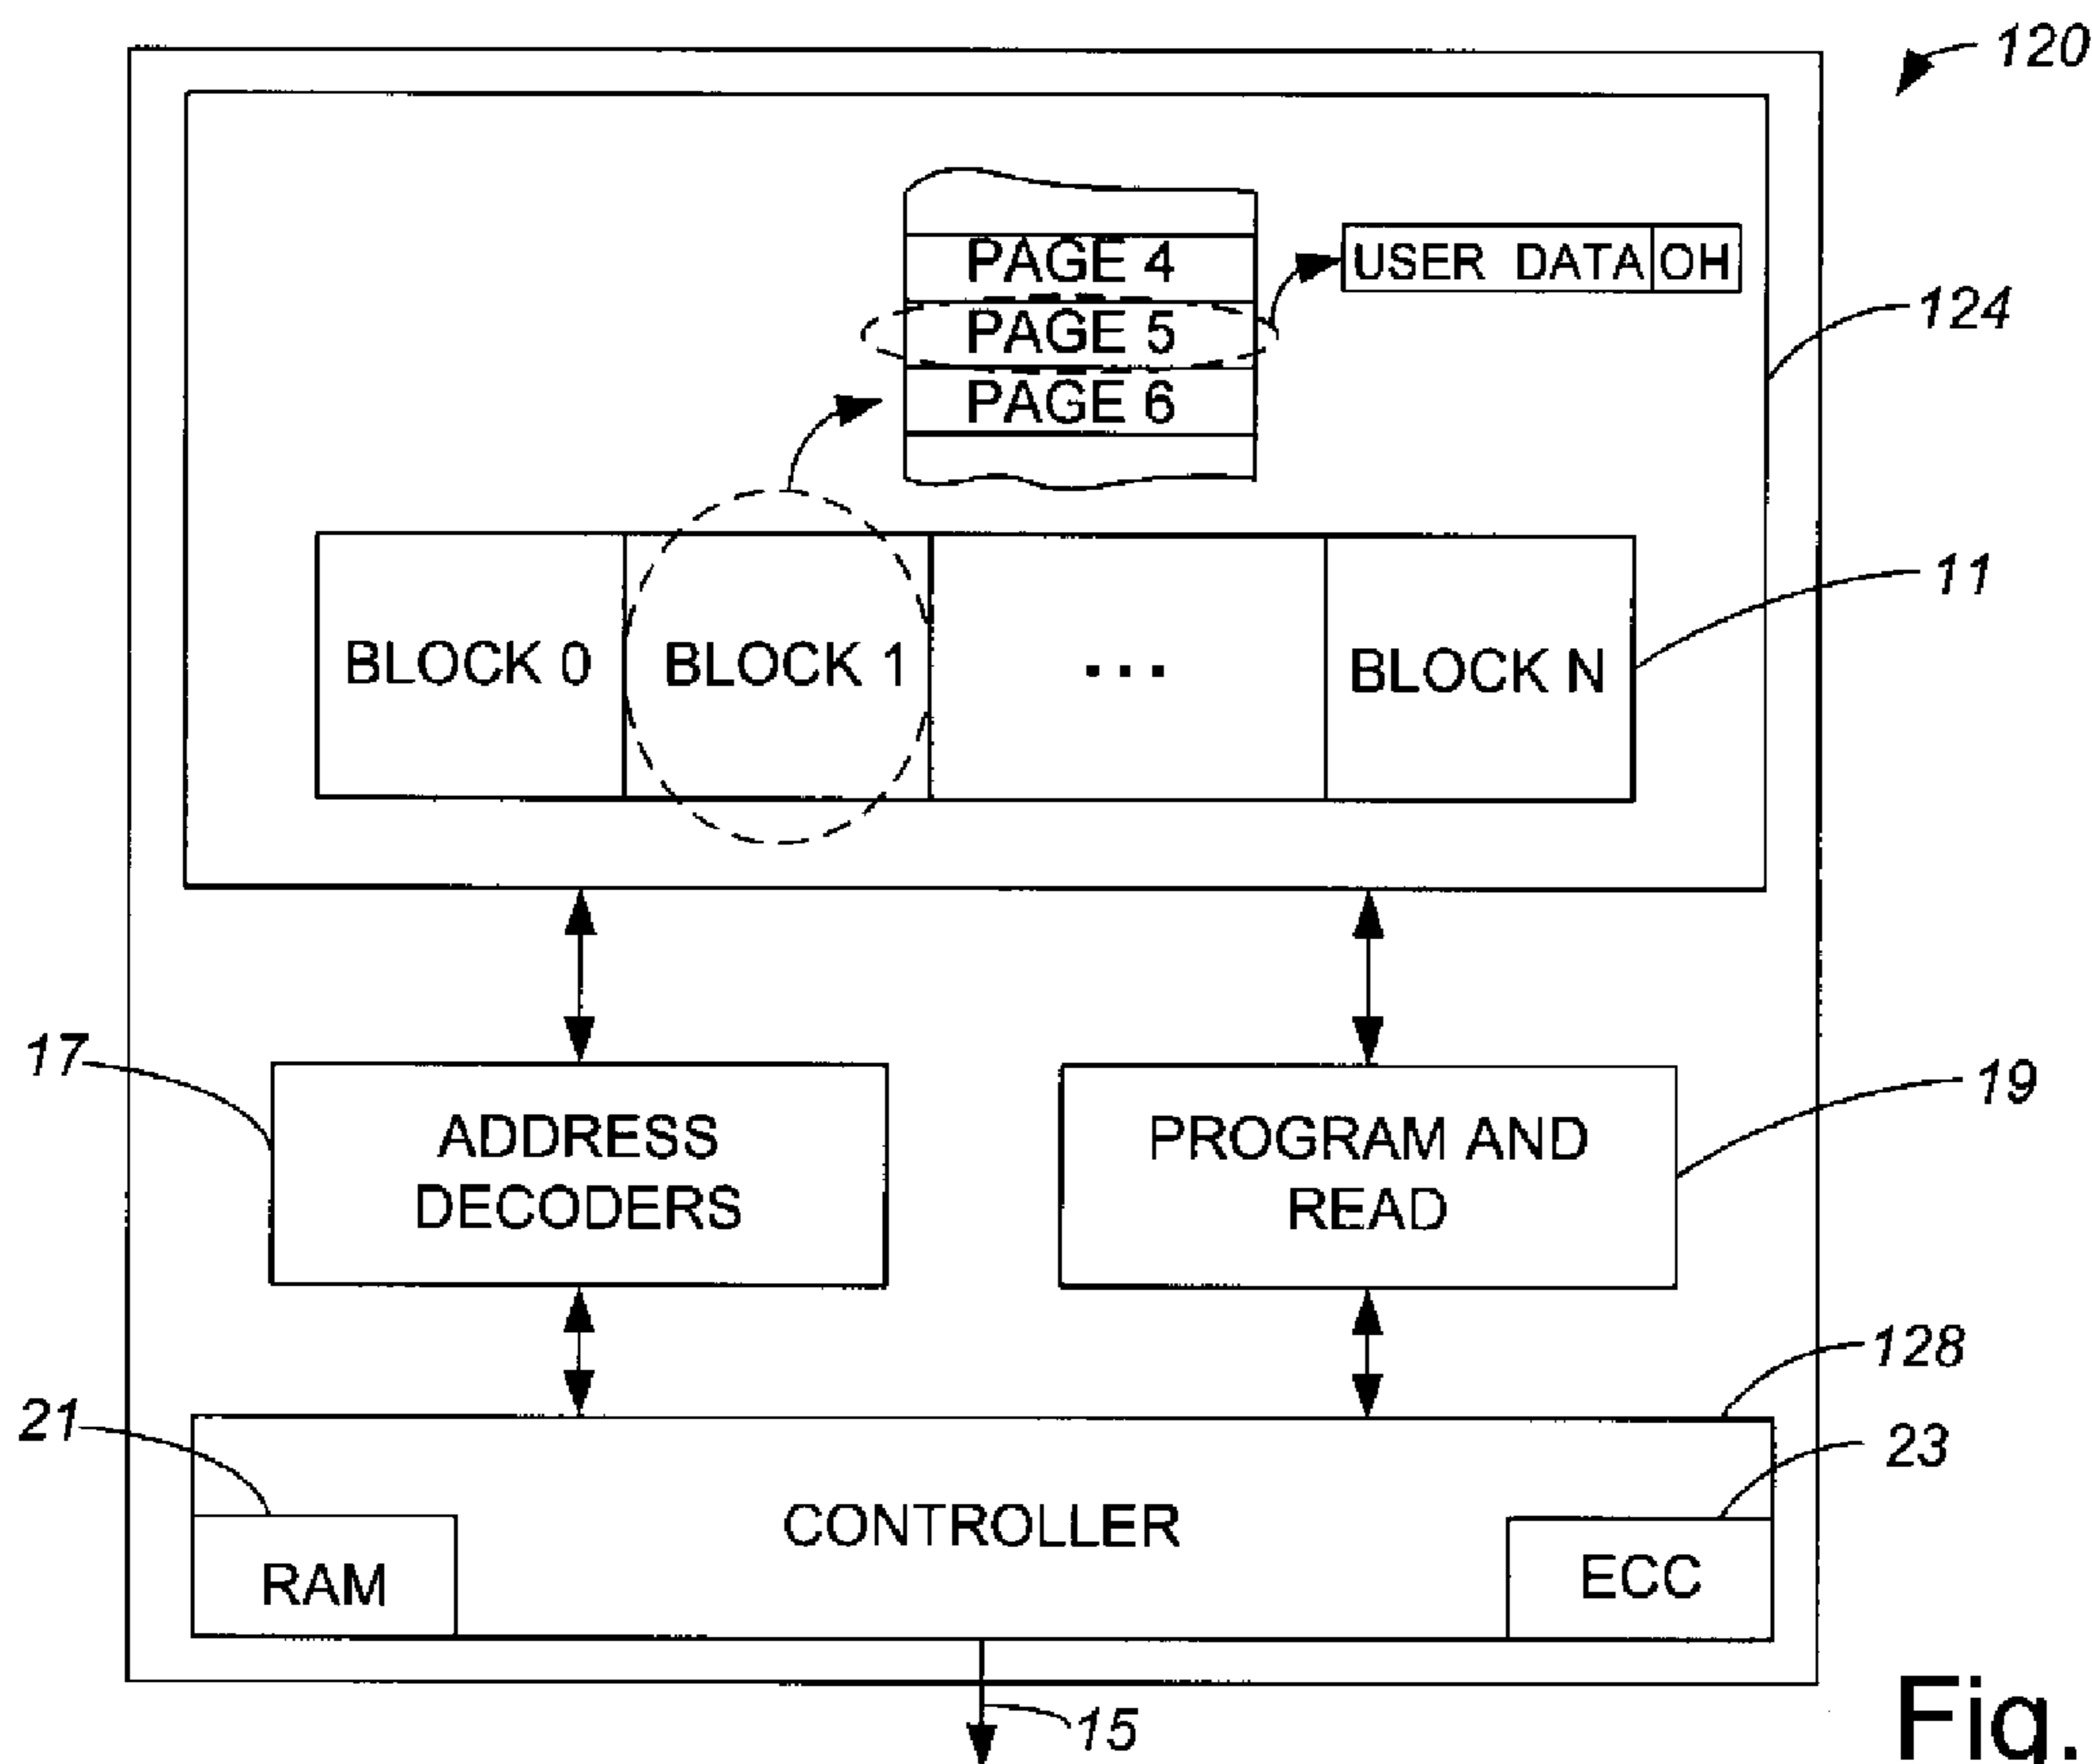 120
PAGE 4
USER DATA OH
PAGE 5
124
PAGE 6
11
BLOCK 0 BLOCK 1 ... BLOCK N
17
19
ADDRESS
DECODERS
PROGRAM AND
READ
128
21
23
CONTROLLER
RAM
ECC
15
Fig.